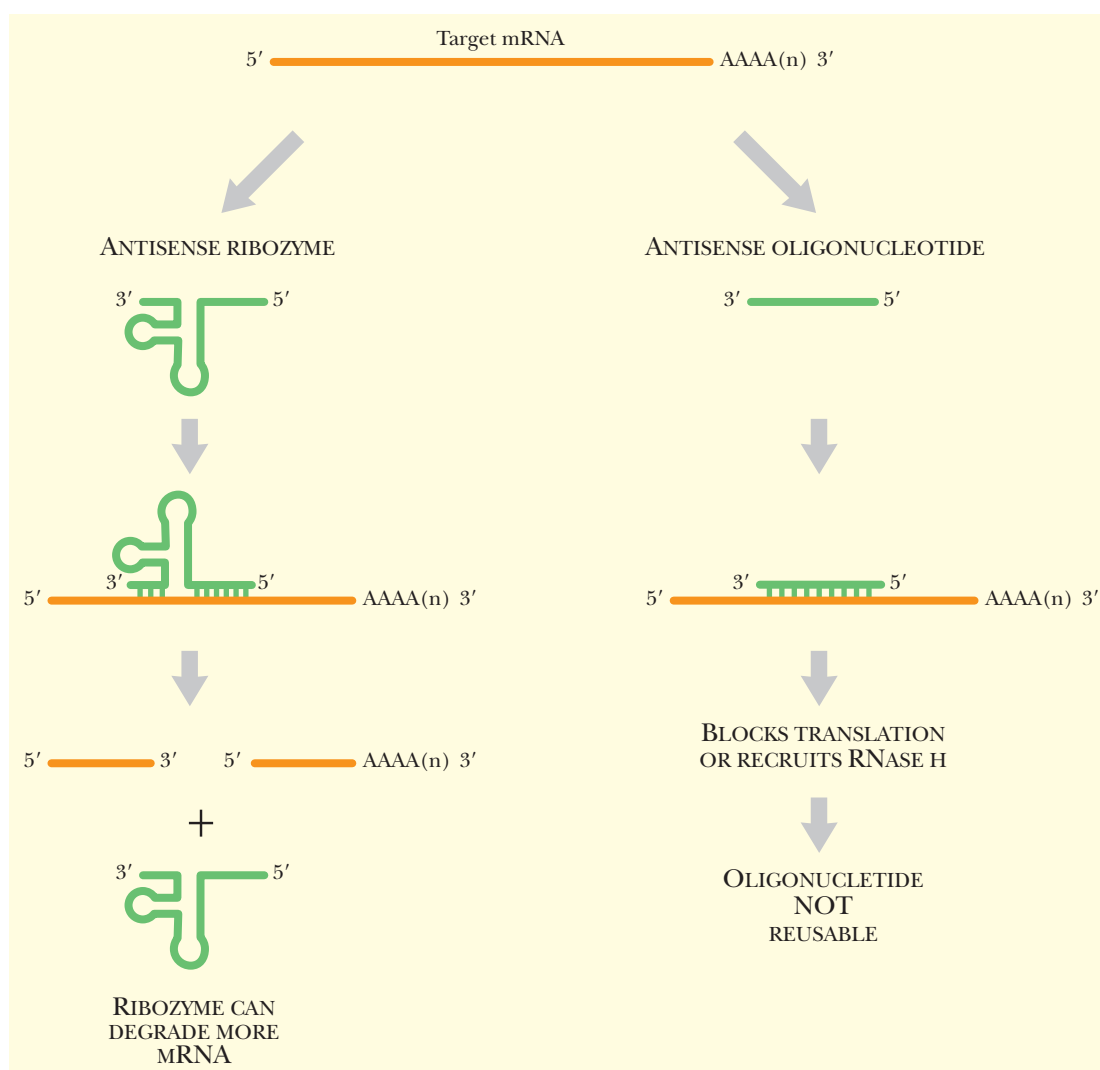 Target mRNA
5′ AAAA(n) 3′
ANTISENSE RIBOZYME
ANTISENSE OLIGONUCLEOTIDE
3′ 5′
3′ 5′
3′ 5′
5′ AAAA(n) 3′
3′ 5′
5′ AAAA(n) 3′
BLOCKS TRANSLATION
OR RECRUITS RNASE H
5′ 3′ 5′ AAAA(n) 3′
+
3′ 5′
OLIGONUCLETIDE
NOT
REUSABLE
RIBOZYME CAN
DEGRADE MORE
MRNA